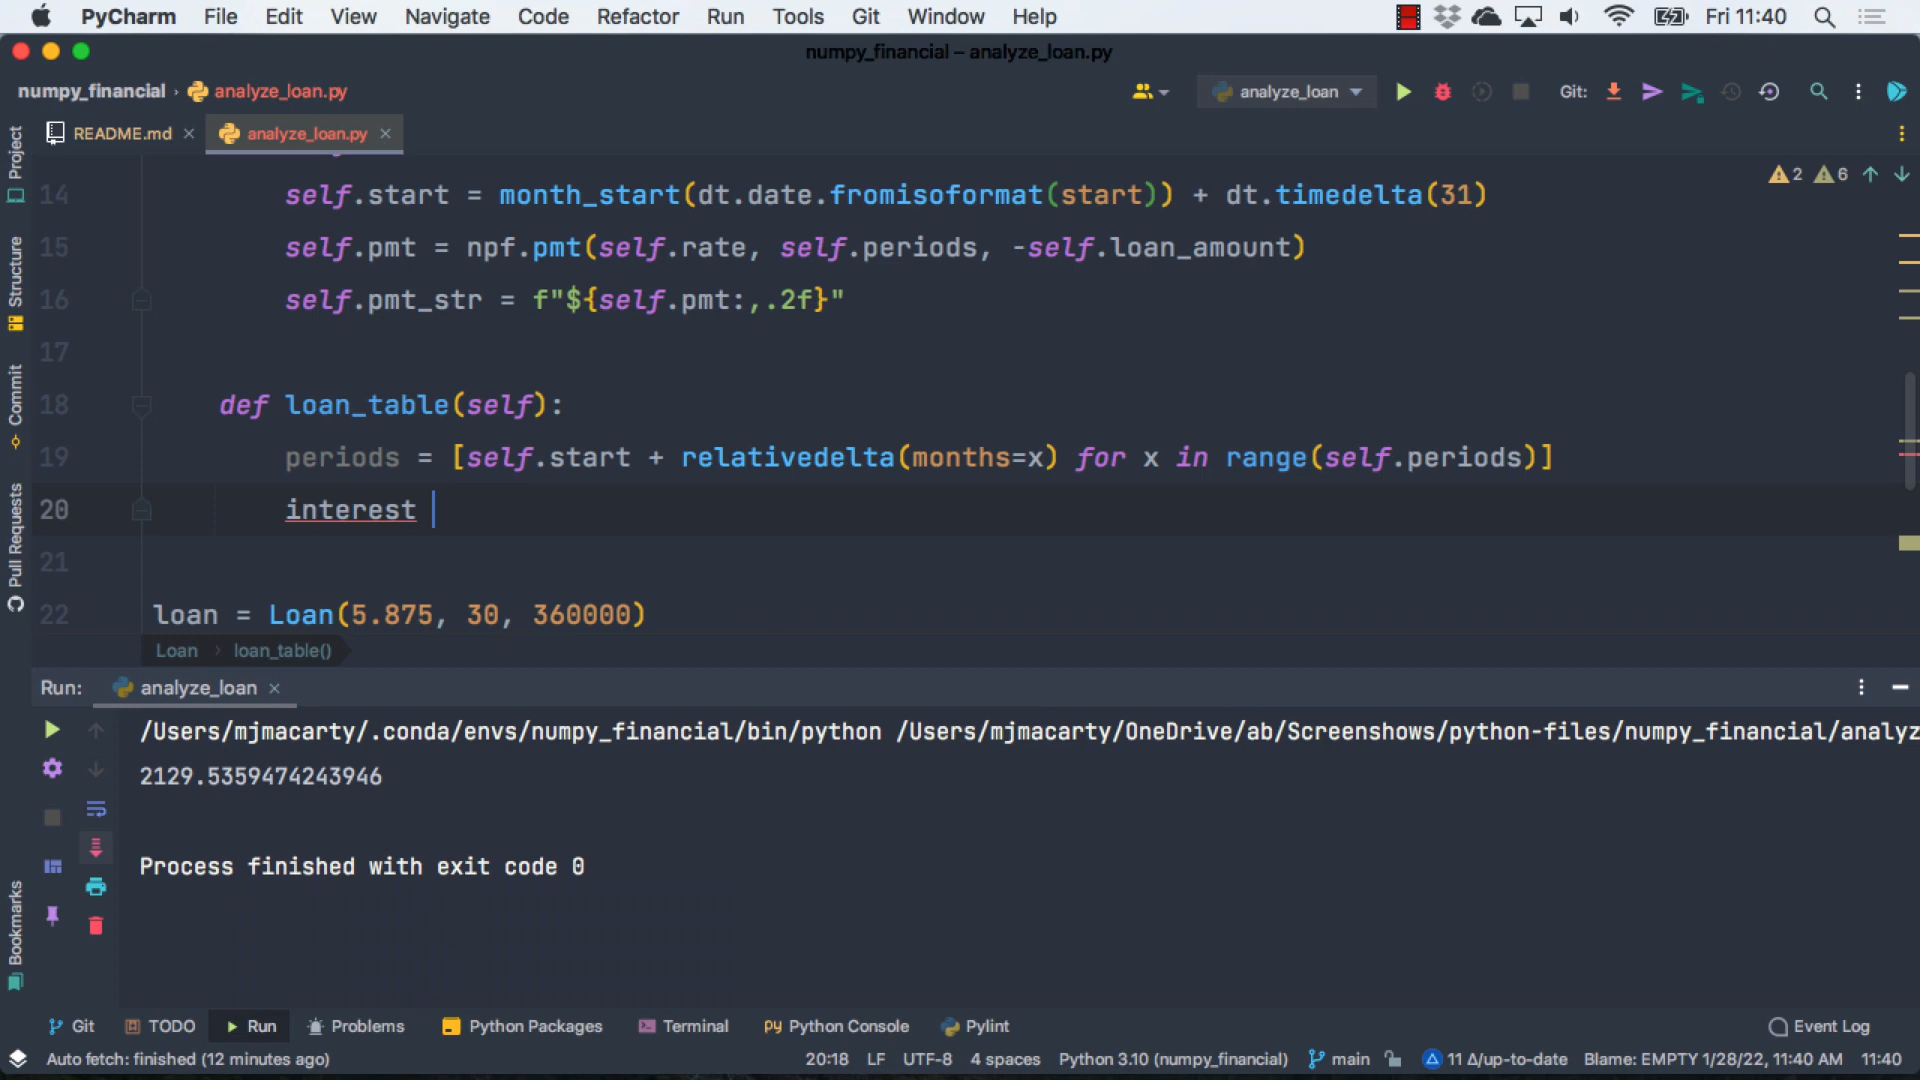 PyCharm File Edit View Navigate Code Refactor Run Tools Git Window Help Fri 11:40
numpy_financial – analyze_loan.py
numpy_financial › analyze_loan.py analyze_loan Git:
README.md analyze_loan.py
Project
Structure
Commit
Pull Requests
Bookmarks
2 6
14 self.start = month_start(dt.date.fromisoformat(start)) + dt.timedelta(31)
15 self.pmt = npf.pmt(self.rate, self.periods, -self.loan_amount)
16 self.pmt_str = f"${self.pmt:,.2f}"
17
18 def loan_table(self):
19 periods = [self.start + relativedelta(months=x) for x in range(self.periods)]
20 interest
21
22 loan = Loan(5.875, 30, 360000)
Loan › loan_table()
Run: analyze_loan
/Users/mjmacarty/.conda/envs/numpy_financial/bin/python /Users/mjmacarty/OneDrive/ab/Screenshows/python-files/numpy_financial/analyz
2129.5359474243946
Process finished with exit code 0
Git TODO Run Problems Python Packages Terminal Python Console Pylint Event Log
Auto fetch: finished (12 minutes ago) 20:18 LF UTF-8 4 spaces Python 3.10 (numpy_financial) main 11 Δ/up-to-date Blame: EMPTY 1/28/22, 11:40 AM 11:40